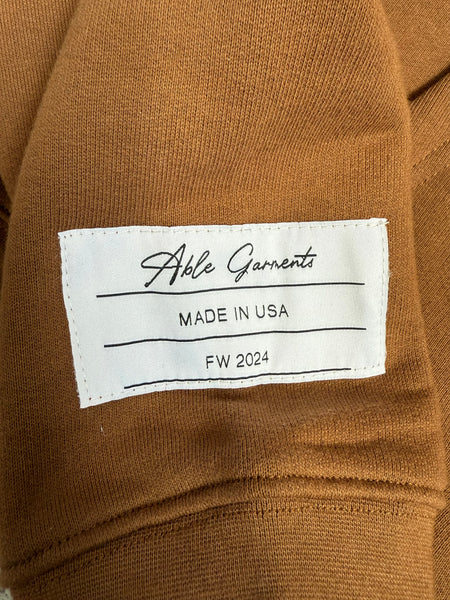 Able Garments
MADE IN USA
FW 2024